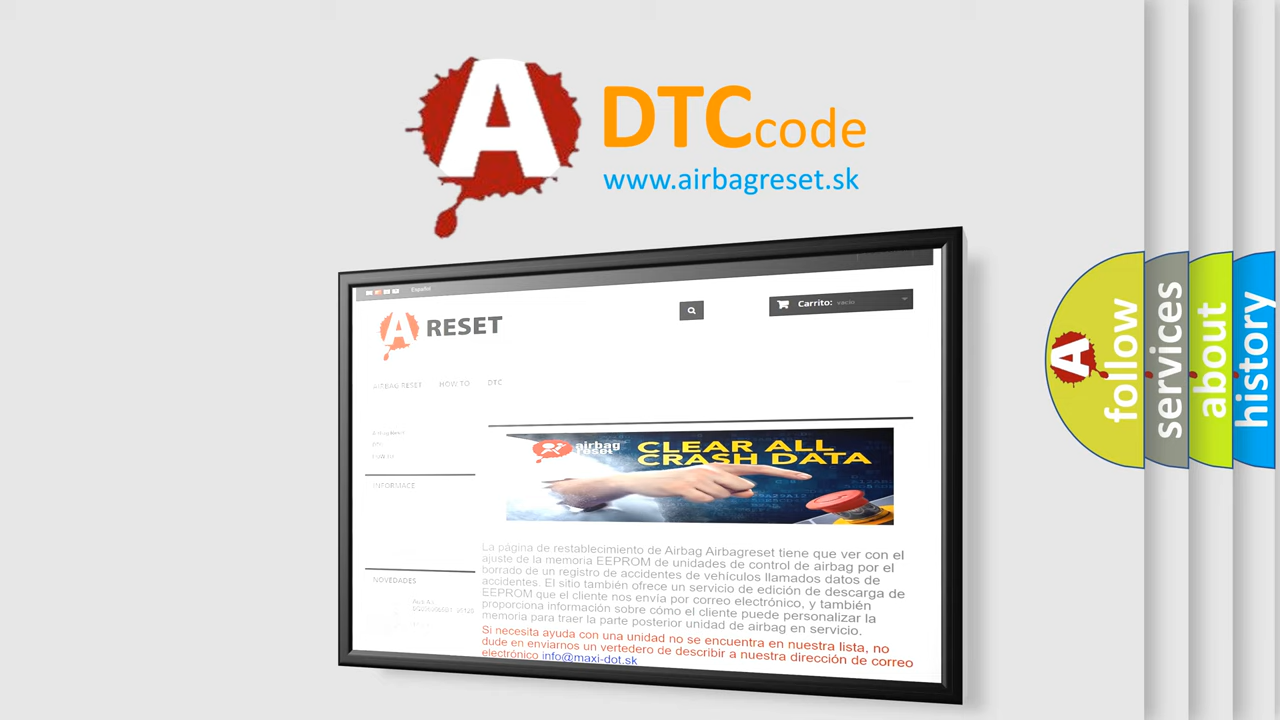 A
DTCcode
www.airbagreset.sk
Español
A RESET
Carrito: vacío
AIRBAG RESET HOW TO DTC
INFORMACE
NOVEDADES
airbag
reset
CLEAR ALL
CRASH DATA
La página de restablecimiento de Airbag Airbagreset tiene que ver con el
ajuste de la memoria EEPROM de unidades de control de airbag por el
borrado de un registro de accidentes de vehículos llamados datos de
accidentes. El sitio también ofrece un servicio de edición de descarga de
EEPROM que el cliente nos envía por correo electrónico, y también
proporciona información sobre cómo el cliente puede personalizar la
memoria para traer la parte posterior unidad de airbag en servicio.
Si necesita ayuda con una unidad no se encuentra en nuestra lista, no
dude en enviarnos un vertedero de describir a nuestra dirección de correo
electrónico info@maxi-dot.sk
A
follow
services
about
history